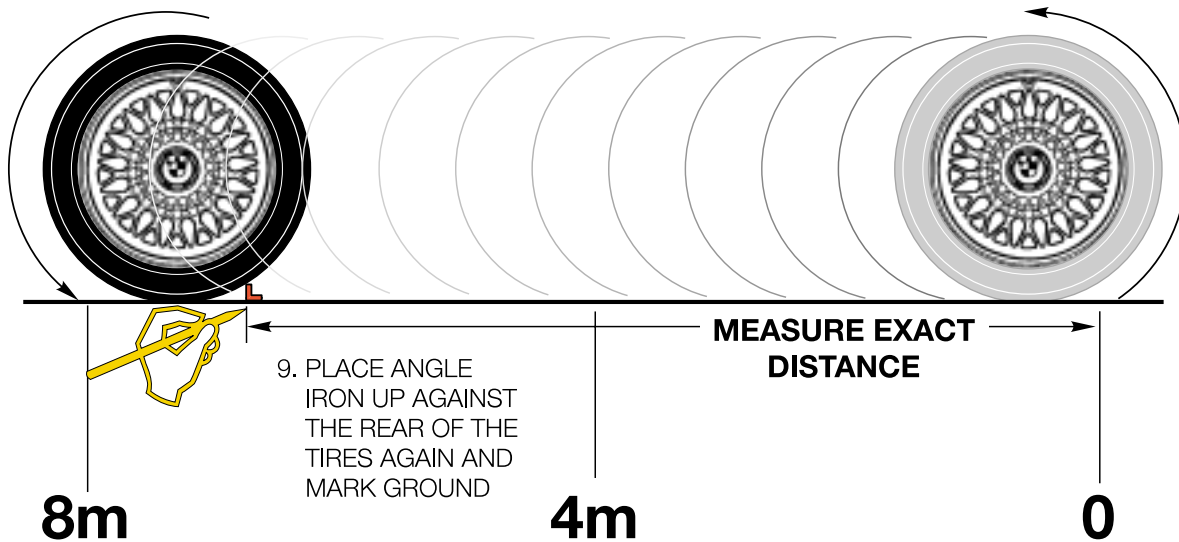 MEASURE EXACT
DISTANCE
9. PLACE ANGLE
IRON UP AGAINST
THE REAR OF THE
TIRES AGAIN AND
MARK GROUND
8m
4m
0